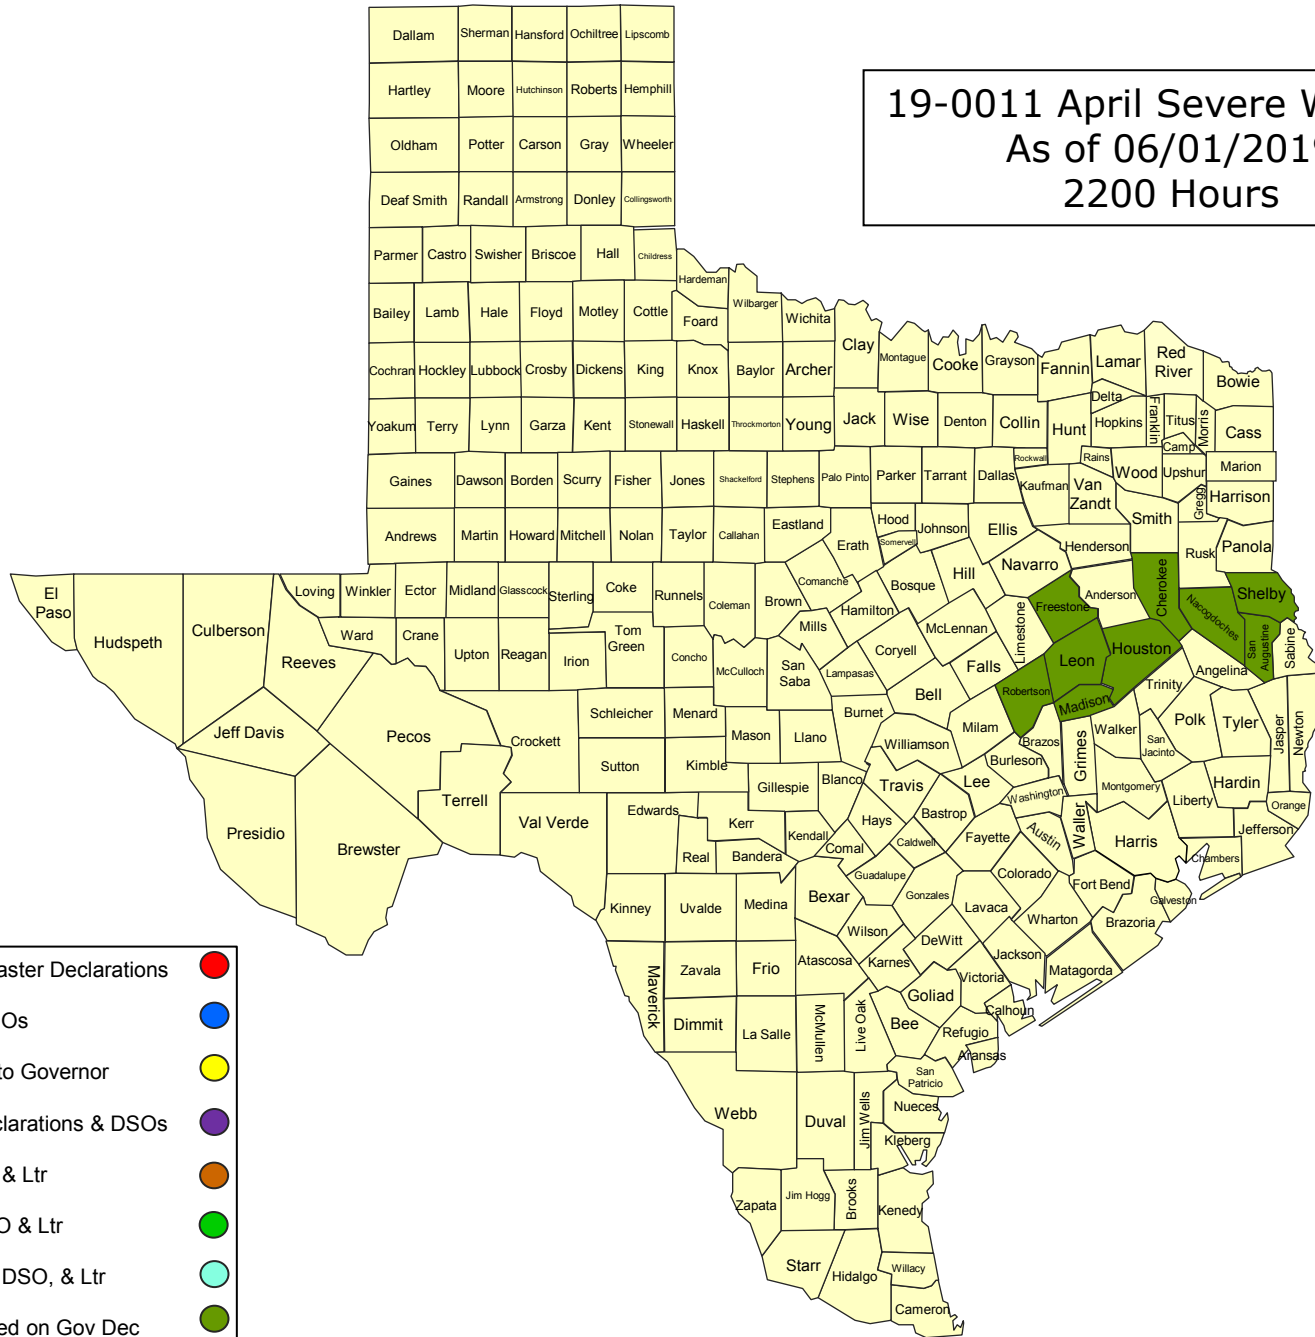 Dallam Sherman Hansford Ochiltree Lipscomb
Hartley Moore Hutchinson Roberts Hemphill
19-0011 April Severe
As of 06/01/201
2200 Hours
Oldham Potter Carson Gray Wheeler
Deaf Smith Randall Armstrong Donley Collingsworth
Parmer Castro Swisher Briscoe Hall Childress
Hardeman
Wilbarger
Bailey Lamb Hale Floyd Motley Cottle Foard Wichita
Clay Montague Cooke Grayson Fannin Lamar Red River Bowie
Cochran Hockley Lubbock Crosby Dickens King Knox Baylor Archer
Delta
Yoakum Terry Lynn Garza Kent Stonewall Haskell Throckmorton Young Jack Wise Denton Collin Hunt Hopkins Franklin Titus Morris Cass
Camp
Rockwall Rains
Gaines Dawson Borden Scurry Fisher Jones Shackelford Stephens Palo Pinto Parker Tarrant Dallas Kaufman Van Zandt Wood Upshur Marion
Gregg Harrison
Andrews Martin Howard Mitchell Nolan Taylor Callahan Eastland Erath Hood Somervell Johnson Ellis Henderson Smith Rusk Panola
El Paso Hudspeth Culberson Loving Winkler Ector Midland Glasscock Sterling Coke Runnels Coleman Brown Comanche Hamilton Bosque Hill Navarro Freestone Anderson Cherokee Nacogdoches Shelby
Reeves Ward Crane Upton Reagan Irion Tom Green Concho McCulloch San Saba Mills Lampasas Coryell McLennan Limestone Falls Leon Houston Angelina San Augustine Sabine
Jeff Davis Pecos Crockett Schleicher Menard Mason Llano Burnet Bell Milam Robertson Madison Trinity
Sutton Kimble Williamson Brazos Grimes Walker San Jacinto Polk Tyler Jasper Newton
Presidio Brewster Terrell Val Verde Edwards Gillespie Blanco Travis Lee Burleson Washington Montgomery Liberty Hardin Orange
Kerr Kendall Hays Bastrop Caldwell Fayette Austin Waller Harris Jefferson
Real Bandera Comal Guadalupe Gonzales Colorado Fort Bend Chambers Galveston
Kinney Uvalde Medina Bexar Wilson Lavaca Wharton Brazoria
Maverick Zavala Frio Atascosa Karnes DeWitt Jackson Matagorda
Dimmit La Salle McMullen Live Oak Bee Goliad Victoria Calhoun
Refugio Aransas
San Patricio
Webb Duval Jim Wells Nueces
Kleberg
Zapata Jim Hogg Brooks Kenedy
Starr Hidalgo Willacy
Cameron
aster Declarations
Os
to Governor
clarations & DSOs
& Ltr
O & Ltr
DSO, & Ltr
ed on Gov Dec